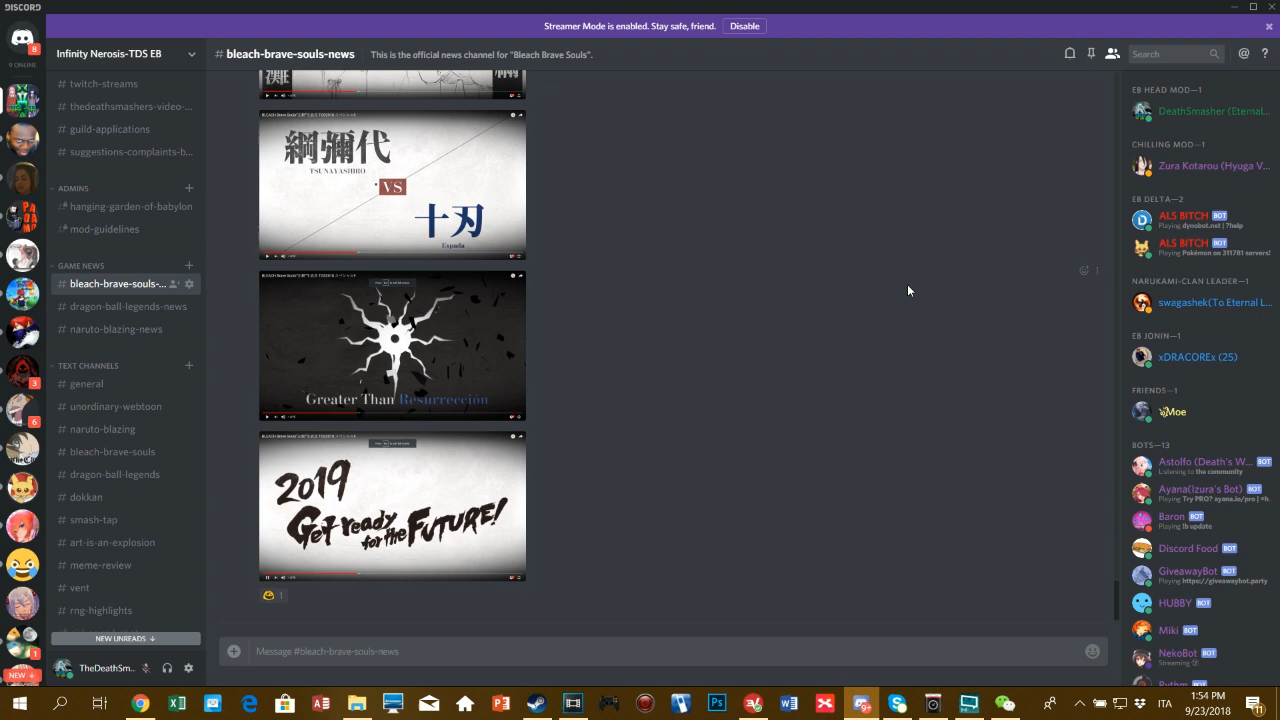 DISCORD
Streamer Mode is enabled. Stay safe, friend. Disable
8
9 ONLINE
3
6
1
NEW
Infinity Nerosis-TDS EB
# twitch-streams
# thedeathsmashers-video-...
# guild-applications
# suggestions-complaints-b...
ADMINS
hanging-garden-of-babylon
mod-guidelines
GAME NEWS
bleach-brave-souls-...
# dragon-ball-legends-news
# naruto-blazing-news
TEXT CHANNELS
# general
# unordinary-webtoon
# naruto-blazing
# bleach-brave-souls
# dragon-ball-legends
# dokkan
# smash-tap
# art-is-an-explosion
# meme-review
# vent
# rng-highlights
NEW UNREADS ↓
TheDeathSm...
# bleach-brave-souls-news
This is the official news channel for "Bleach Brave Souls".
Search
綱彌代
TSUNAYASHIRO
VS
十刃
Espada
Greater Than Resurrección
2019
Get ready
for the FUTURE!
1
Message #bleach-brave-souls-news
EB HEAD MOD—1
DeathSmasher (Eternal...
CHILLING MOD—1
Zura Kotarou (Hyuga V...
EB DELTA—2
ALS BITCH BOT
Playing dynobot.net | ?help
ALS BITCH BOT
Playing Pokémon on 311781 servers!
NARUKAMI-CLAN LEADER—1
swagashek(To Eternal L...
EB JONIN—1
xDRACOREx (25)
FRIENDS—1
Moe
BOTS—13
Astolfo (Death's W... BOT
Listening to the community
Ayana(Izura's Bot) BOT
Playing Try PRO? ayana.io/pro | =h...
Baron BOT
Playing !b update
Discord Food BOT
GiveawayBot BOT
Playing https://giveawaybot.party
HUBBY BOT
Miki BOT
NekoBot BOT
Streaming
Rythm BOT
ITA
1:54 PM
9/23/2018
11